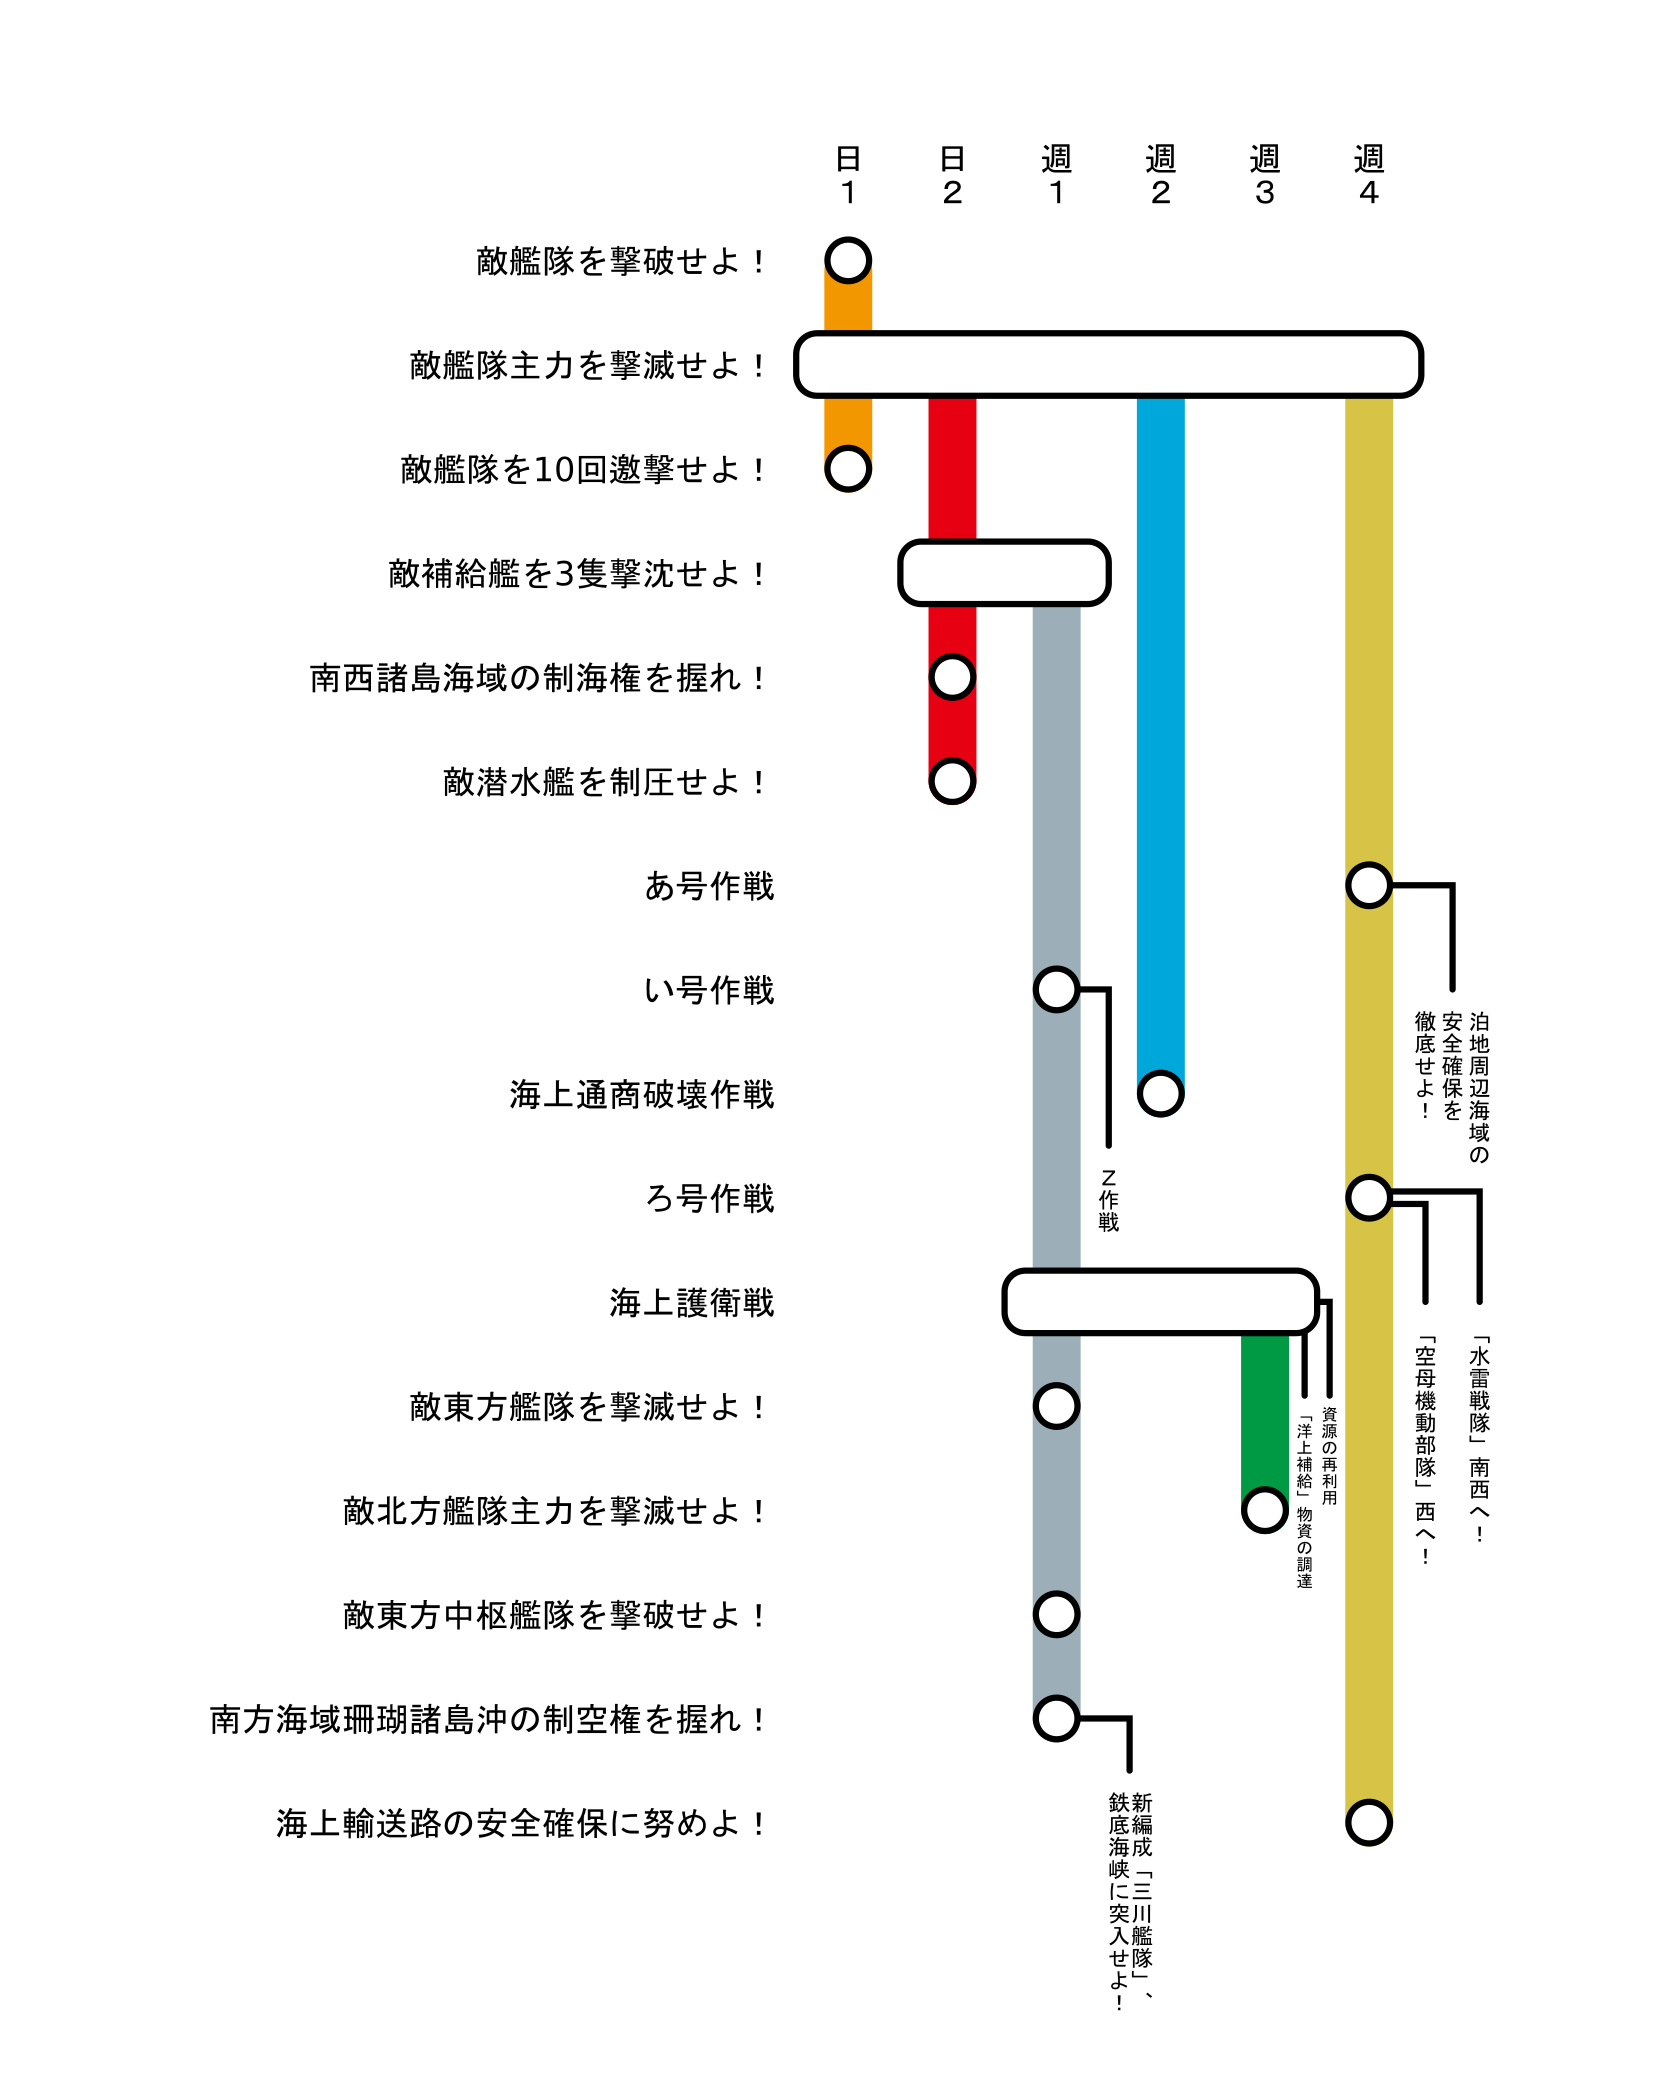 日1
日2
週1
週2
週3
週4
敵艦隊を撃破せよ！
敵艦隊主力を撃滅せよ！
敵艦隊を10回邀撃せよ！
敵補給艦を3隻撃沈せよ！
南西諸島海域の制海権を握れ！
敵潜水艦を制圧せよ！
あ号作戦
い号作戦
海上通商破壊作戦
ろ号作戦
海上護衛戦
敵東方艦隊を撃滅せよ！
敵北方艦隊主力を撃滅せよ！
敵東方中枢艦隊を撃破せよ！
南方海域珊瑚諸島沖の制空権を握れ！
海上輸送路の安全確保に努めよ！
泊地周辺海域の
安全確保を
徹底せよ！
Z作戦
「水雷戦隊」南西へ！
「空母機動部隊」西へ！
資源の再利用
「洋上補給」物資の調達
新編成「三川艦隊」、
鉄底海峡に突入せよ！